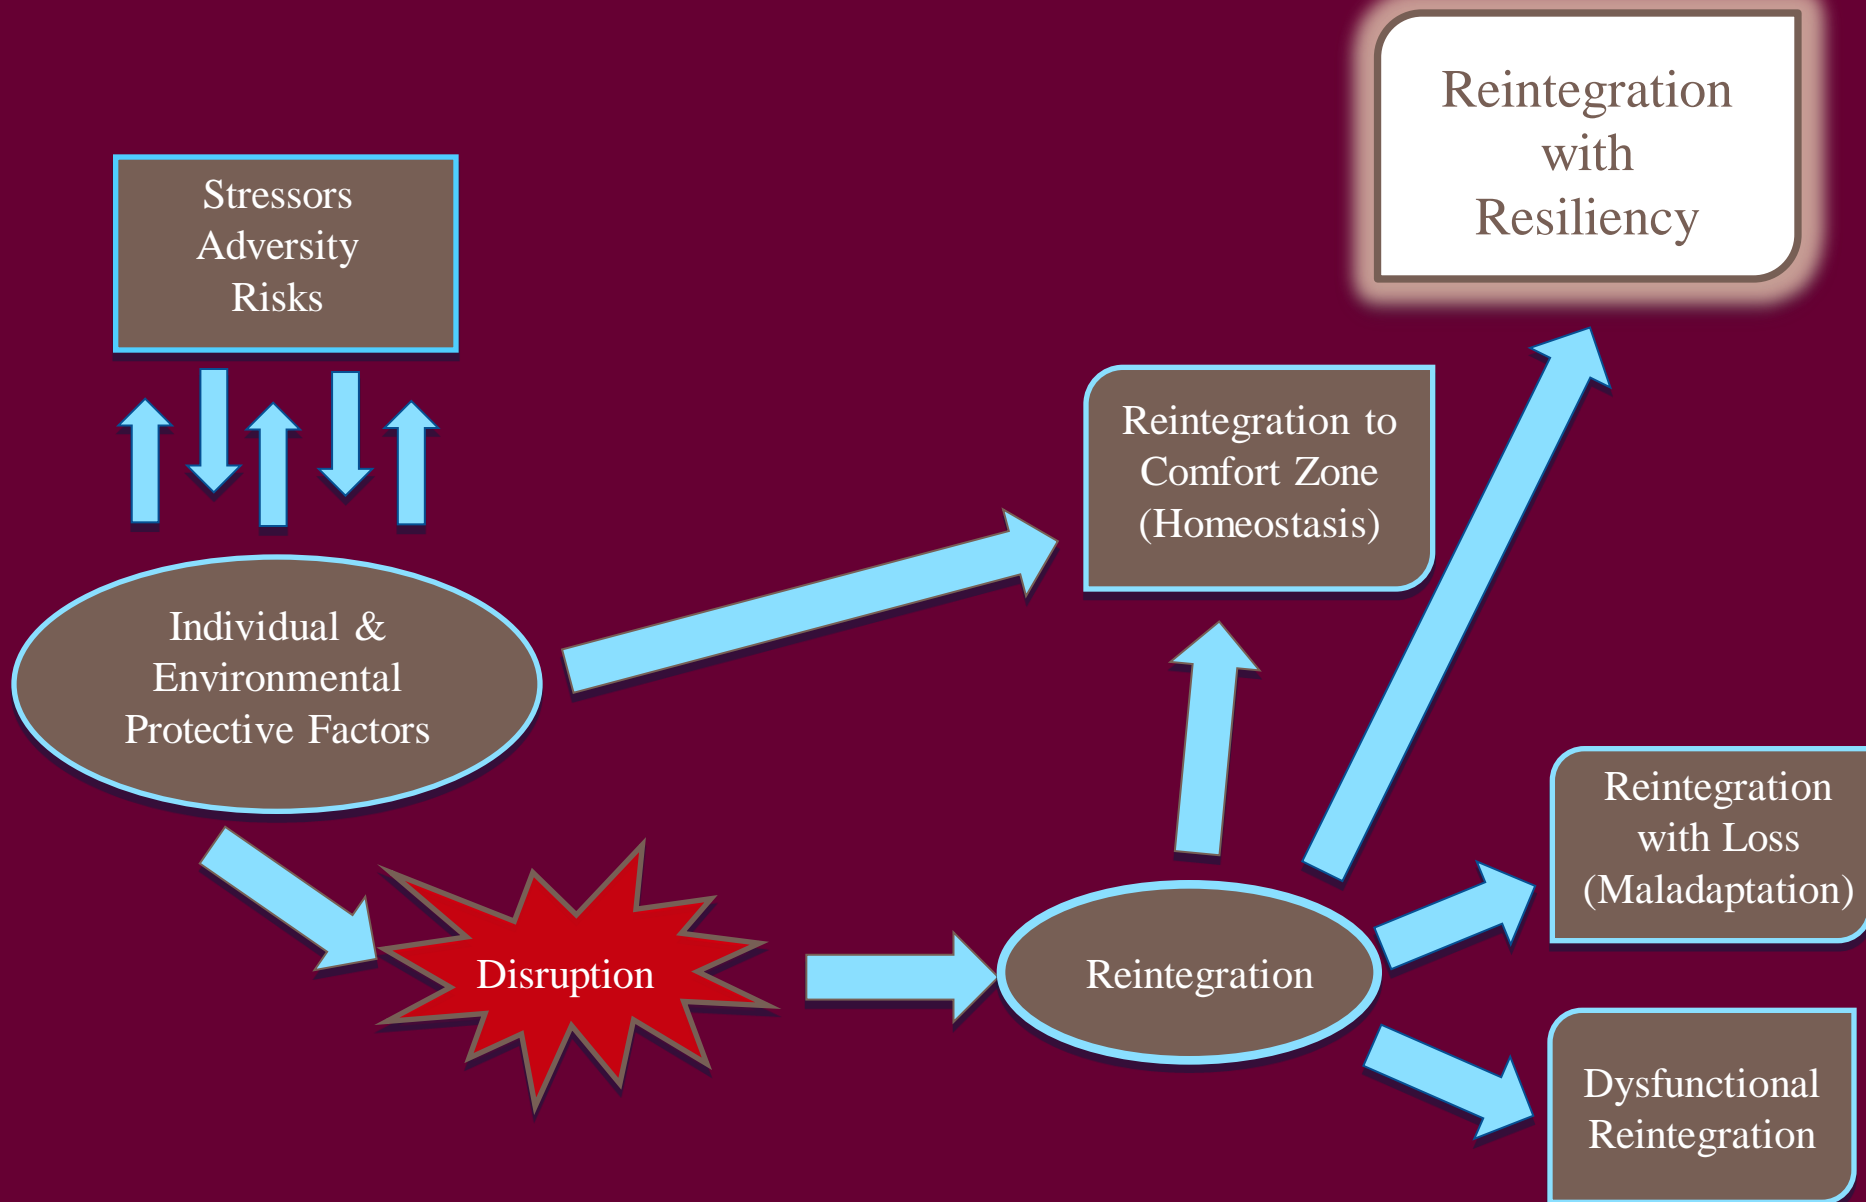 Reintegration
with
Resiliency
Stressors
Adversity
Risks
Reintegration to
Comfort Zone
(Homeostasis)
Individual &
Environmental
Protective Factors
Reintegration
with Loss
(Maladaptation)
Disruption
Reintegration
Dysfunctional
Reintegration